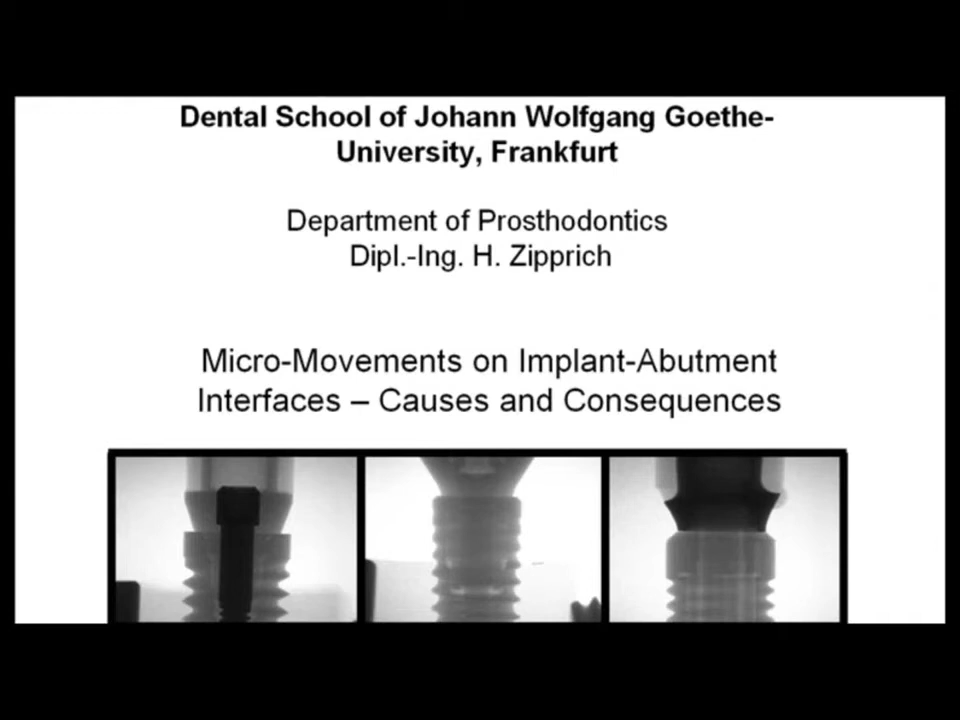 Dental School of Johann Wolfgang Goethe-
University, Frankfurt
Department of Prosthodontics
Dipl.-Ing. H. Zipprich
Micro-Movements on Implant-Abutment
Interfaces – Causes and Consequences